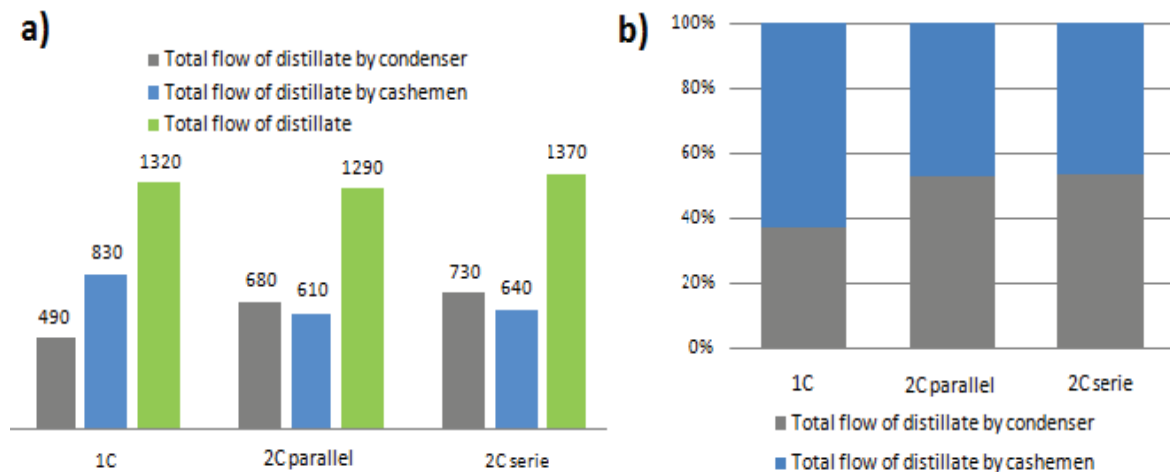 a)
Total flow of distillate by condenser
Total flow of distillate by cashemen
Total flow of distillate
490
830
1320
680
610
1290
730
640
1370
1C
2C parallel
2C serie
b)
100%
80%
60%
40%
20%
0%
1C
2C parallel
2C serie
Total flow of distillate by condenser
Total flow of distillate by cashemen